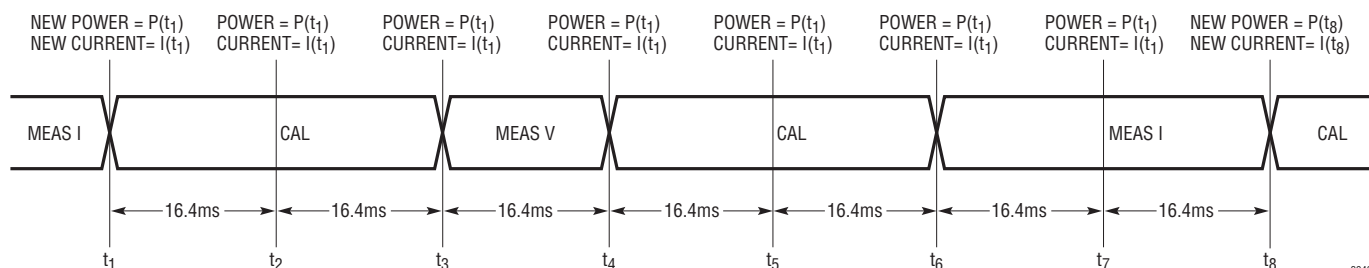 NEW POWER = P(t1)
NEW CURRENT= I(t1)
POWER = P(t1)
CURRENT= I(t1)
POWER = P(t1)
CURRENT= I(t1)
POWER = P(t1)
CURRENT= I(t1)
POWER = P(t1)
CURRENT= I(t1)
POWER = P(t1)
CURRENT= I(t1)
POWER = P(t1)
CURRENT= I(t1)
NEW POWER = P(t8)
NEW CURRENT= I(t8)
MEAS I
CAL
MEAS V
CAL
MEAS I
CAL
16.4ms
16.4ms
16.4ms
16.4ms
16.4ms
16.4ms
16.4ms
t1
t2
t3
t4
t5
t6
t7
t8